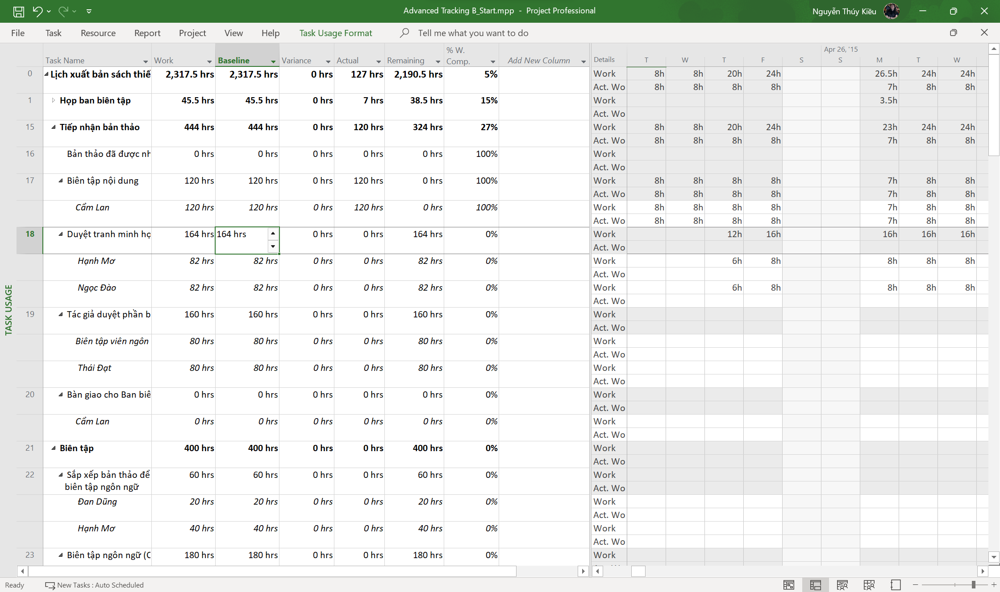 Advanced Tracking B_Start.mpp - Project Professional
Nguyễn Thúy Kiều
File Task Resource Report Project View Help Task Usage Format Tell me what you want to do
Task Name Work Baseline Variance Actual Remaining % W. Comp. Add New Column Details Apr 26, '15
T W T F S S M T W
0 Lịch xuất bản sách thiế 2,317.5 hrs 2,317.5 hrs 0 hrs 127 hrs 2,190.5 hrs 5% Work 8h 8h 20h 24h 26.5h 24h 24h
Act. Wo 8h 8h 8h 8h 7h 8h 8h
1 Họp ban biên tập 45.5 hrs 45.5 hrs 0 hrs 7 hrs 38.5 hrs 15% Work 3.5h
Act. Wo
15 Tiếp nhận bản thảo 444 hrs 444 hrs 0 hrs 120 hrs 324 hrs 27% Work 8h 8h 20h 24h 23h 24h 24h
Act. Wo 8h 8h 8h 8h 7h 8h 8h
16 Bản thảo đã được nh 0 hrs 0 hrs 0 hrs 0 hrs 0 hrs 100% Work
Act. Wo
17 Biên tập nội dung 120 hrs 120 hrs 0 hrs 120 hrs 0 hrs 100% Work 8h 8h 8h 8h 7h 8h 8h
Act. Wo 8h 8h 8h 8h 7h 8h 8h
Cẩm Lan 120 hrs 120 hrs 0 hrs 120 hrs 0 hrs 100% Work 8h 8h 8h 8h 7h 8h 8h
Act. Wo 8h 8h 8h 8h 7h 8h 8h
18 Duyệt tranh minh họ 164 hrs 164 hrs 0 hrs 0 hrs 164 hrs 0% Work 12h 16h 16h 16h 16h
Act. Wo
Hạnh Mơ 82 hrs 82 hrs 0 hrs 0 hrs 82 hrs 0% Work 6h 8h 8h 8h 8h
Act. Wo
Ngọc Đào 82 hrs 82 hrs 0 hrs 0 hrs 82 hrs 0% Work 6h 8h 8h 8h 8h
Act. Wo
19 Tác giả duyệt phần b 160 hrs 160 hrs 0 hrs 0 hrs 160 hrs 0% Work
Act. Wo
Biên tập viên ngôn 80 hrs 80 hrs 0 hrs 0 hrs 80 hrs 0% Work
Act. Wo
Thái Đạt 80 hrs 80 hrs 0 hrs 0 hrs 80 hrs 0% Work
Act. Wo
20 Bàn giao cho Ban biê 0 hrs 0 hrs 0 hrs 0 hrs 0 hrs 0% Work
Act. Wo
Cẩm Lan 0 hrs 0 hrs 0 hrs 0 hrs 0 hrs 0% Work
Act. Wo
21 Biên tập 400 hrs 400 hrs 0 hrs 0 hrs 400 hrs 0% Work
Act. Wo
22 Sắp xếp bản thảo để 60 hrs 60 hrs 0 hrs 0 hrs 60 hrs 0% Work
biên tập ngôn ngữ Act. Wo
Đan Dũng 20 hrs 20 hrs 0 hrs 0 hrs 20 hrs 0% Work
Act. Wo
Hạnh Mơ 40 hrs 40 hrs 0 hrs 0 hrs 40 hrs 0% Work
Act. Wo
23 Biên tập ngôn ngữ (C 180 hrs 180 hrs 0 hrs 0 hrs 180 hrs 0% Work
TASK USAGE
Ready New Tasks : Auto Scheduled